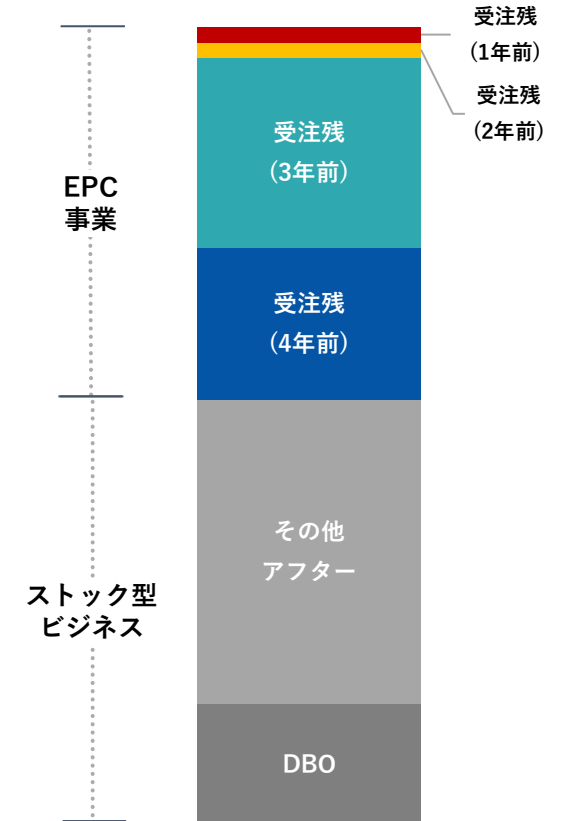 受注残
(1年前)
受注残
(2年前)
受注残
(3年前)
EPC
事業
受注残
(4年前)
その他
アフター
ストック型
ビジネス
DBO